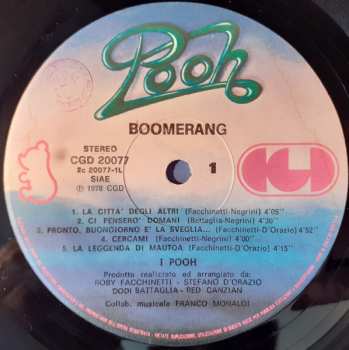 Pooh
BOOMERANG
STEREO
CGD 20077
2c 20077-1L
SIAE
℗ 1978 CGD
1
1. LA CITTA' DEGLI ALTRI (Facchinetti-Negrini) 4'05"
2. CI PENSERO' DOMANI (Battaglia-Negrini) 4'30"
3. PRONTO, BUONGIORNO E' LA SVEGLIA... (Facchinetti-D'Orazio) 4'52"
4. CERCAMI (Facchinetti-Negrini) 4'00"
5. LA LEGGENDA DI MAUTOA (Facchinetti-D'Orazio) 4'15"
I POOH
Prodotto realizzato ed arrangiato da:
ROBY FACCHINETTI - STEFANO D'ORAZIO
DODI BATTAGLIA - RED CANZIAN
Collab. musicale FRANCO MONALDI